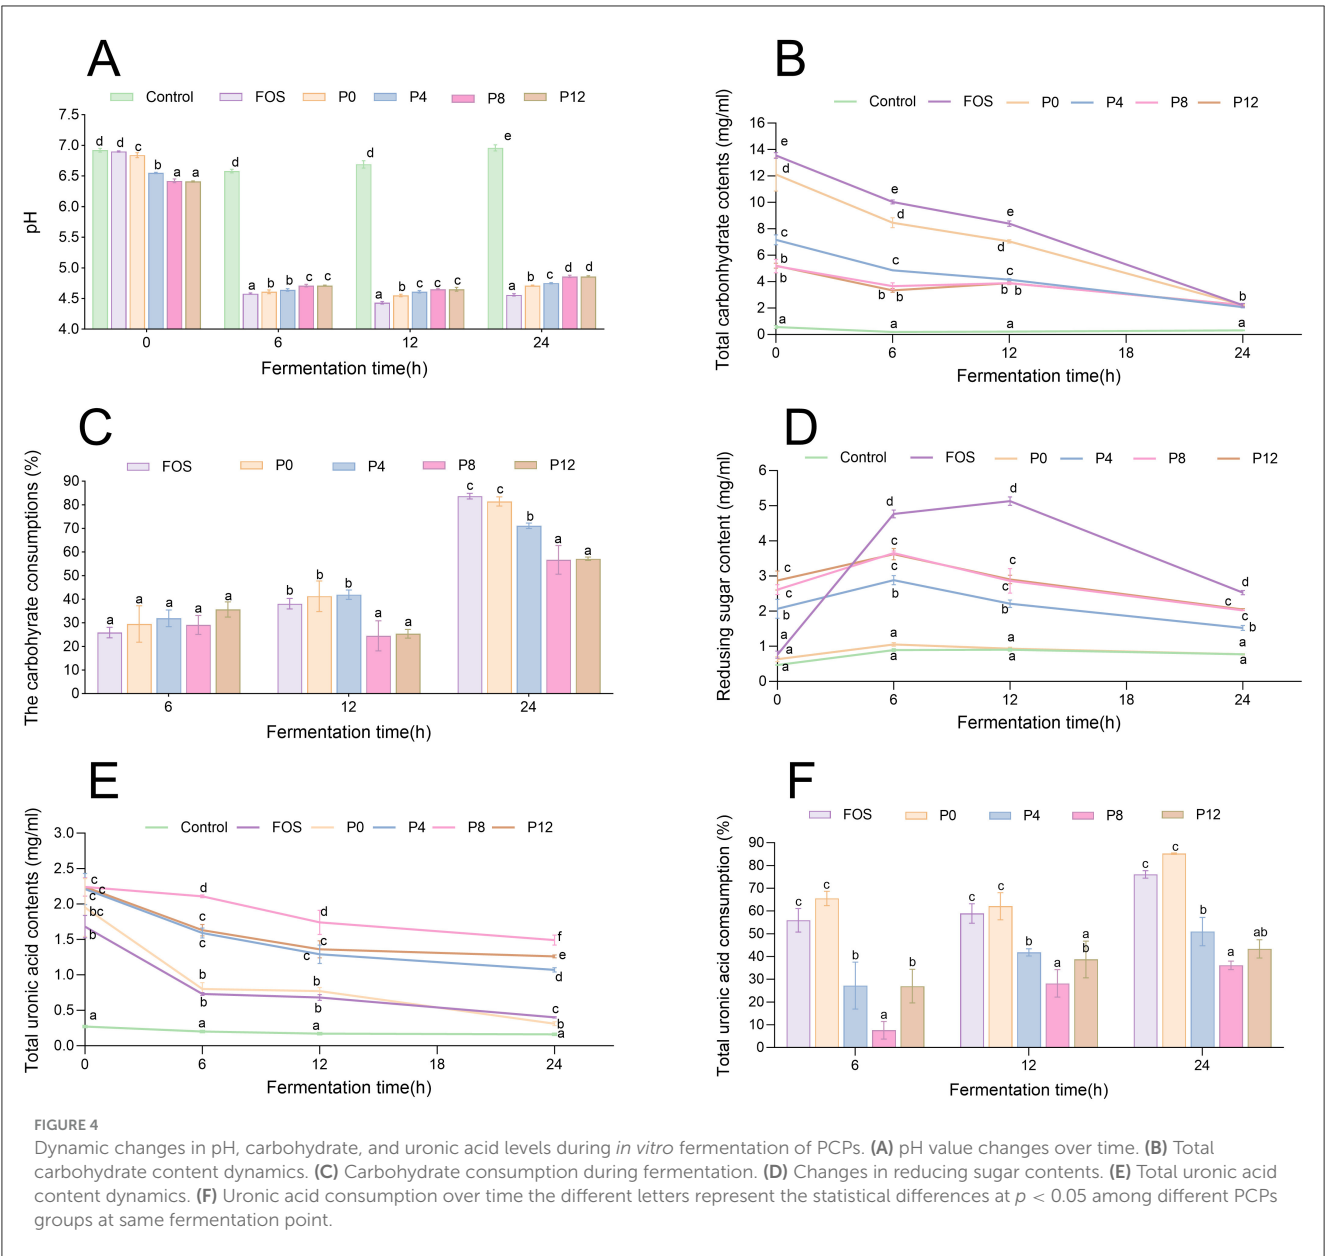 A
Control FOS P0 P4 P8 P12
pH
7.5
7.0
6.5
6.0
5.5
5.0
4.5
4.0
d d c b a a
d a b b c c
d a b c c c
e a b c d d
0 6 12 24
Fermentation time(h)
B
Control FOS P0 P4 P8 P12
Total carbonhydrate cotents (mg/ml)
16
14
12
10
8
6
4
2
0
e d c b b a
e d c b b a
e d c b b a
b a
0 6 12 18 24
Fermentation time(h)
C
FOS P0 P4 P8 P12
The carbohyrate consumptions (%)
90
80
70
60
50
40
30
20
10
0
a a a a a
b b b a a
c c b a a
6 12 24
Fermentation time(h)
D
Control FOS P0 P4 P8 P12
Redusing sugar content (mg/ml)
6
5
4
3
2
1
0
c c b a a a
d c c b a a
d c c b a a
d c c b a a
0 6 12 18 24
Fermentation time(h)
E
Control FOS P0 P4 P8 P12
Total uronic acid contents (mg/ml)
3.0
2.5
2.0
1.5
1.0
0.5
0.0
c c c bc b a
d c c b b a
d c c b b a
f e d c b a
0 6 12 18 24
Fermentation time(h)
F
FOS P0 P4 P8 P12
Total uronic acid comsumption (%)
90
80
70
60
50
40
30
20
10
0
c c b a b
c c b a a b
c c b a ab
6 12 24
Fermentation time(h)
FIGURE 4
Dynamic changes in pH, carbohydrate, and uronic acid levels during in vitro fermentation of PCPs. (A) pH value changes over time. (B) Total
carbohydrate content dynamics. (C) Carbohydrate consumption during fermentation. (D) Changes in reducing sugar contents. (E) Total uronic acid
content dynamics. (F) Uronic acid consumption over time the different letters represent the statistical differences at p < 0.05 among different PCPs
groups at same fermentation point.